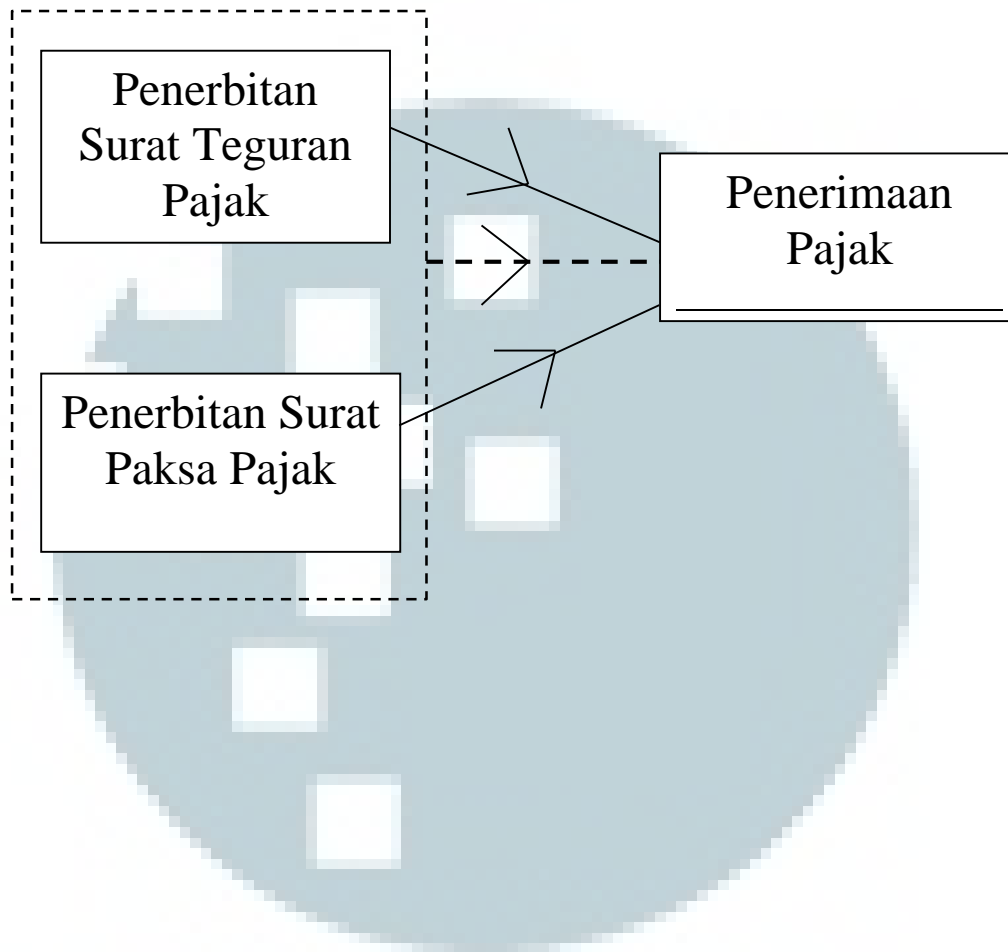 Penerbitan
Surat Teguran
Pajak
Penerimaan
Pajak
Penerbitan Surat
Paksa Pajak